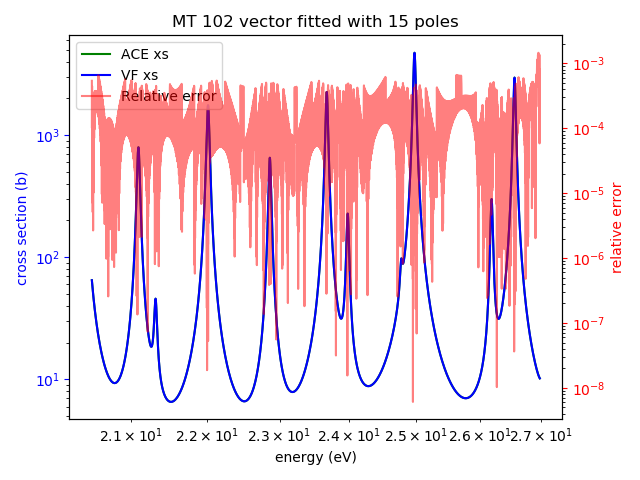 MT 102 vector fitted with 15 poles
ACE xs
VF xs
Relative error
10³
10²
10¹
cross section (b)
10⁻³
10⁻⁴
10⁻⁵
10⁻⁶
10⁻⁷
10⁻⁸
relative error
2.1 × 10¹ 2.2 × 10¹ 2.3 × 10¹ 2.4 × 10¹ 2.5 × 10¹ 2.6 × 10¹ 2.7 × 10¹
energy (eV)